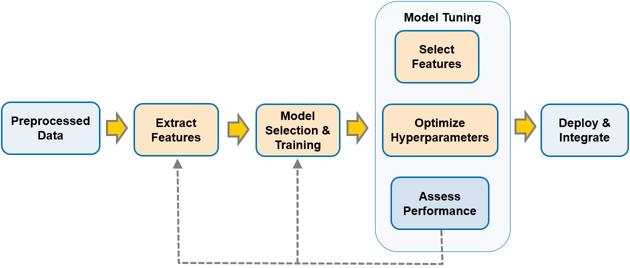 Model Tuning
Select
Features
Preprocessed
Data
Extract
Features
Model
Selection &
Training
Optimize
Hyperparameters
Deploy &
Integrate
Assess
Performance